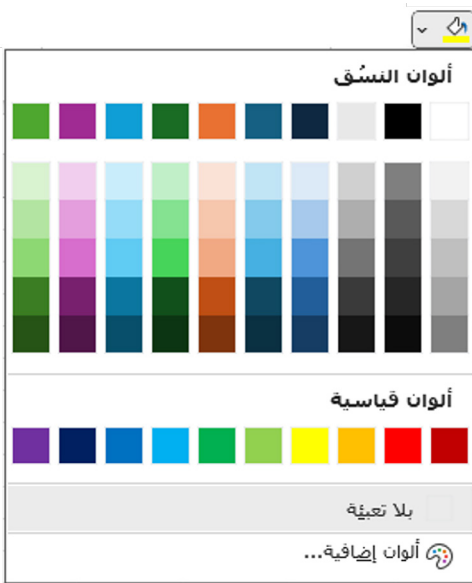 ألوان النسُق
ألوان قياسية
بلا تعبئة
ألوان إضافية...